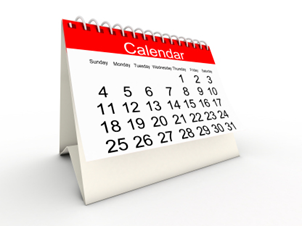 Calendar
Sunday Monday Tuesday Wednesday Thursday Friday Saturday
1 2 3
4 5 6 7 8 9 10
11 12 13 14 15 16 17
18 19 20 21 22 23 24
25 26 27 28 29 30 31